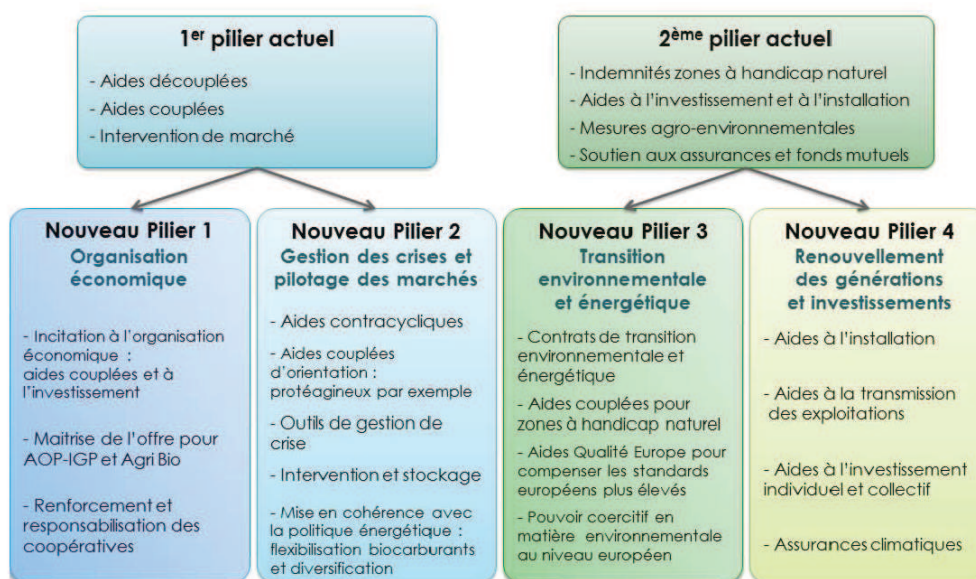 1er pilier actuel
- Aides découplées
- Aides couplées
- Intervention de marché
2ème pilier actuel
- Indemnités zones à handicap naturel
- Aides à l'investissement et à l'installation
- Mesures agro-environnementales
- Soutien aux assurances et fonds mutuels
Nouveau Pilier 1
Organisation
économique
- Incitation à l'organisation
économique :
aides couplées et à
l'investissement
- Maitrise de l'offre pour
AOP-IGP et Agri Bio
- Renforcement et
responsabilisation des
coopératives
Nouveau Pilier 2
Gestion des crises et
pilotage des marchés
- Aides contracycliques
- Aides couplées
d'orientation :
protéagineux par exemple
- Outils de gestion de
crise
- Intervention et stockage
- Mise en cohérence avec
la politique énergétique :
flexibilisation biocarburants
et diversification
Nouveau Pilier 3
Transition
environnementale
et énergétique
- Contrats de transition
environnementale et
énergétique
- Aides couplées pour
zones à handicap naturel
- Aides Qualité Europe pour
compenser les standards
européens plus élevés
- Pouvoir coercitif en
matière environnementale
au niveau européen
Nouveau Pilier 4
Renouvellement
des générations
et investissements
- Aides à l'installation
- Aides à la transmission
des exploitations
- Aides à l'investissement
individuel et collectif
- Assurances climatiques